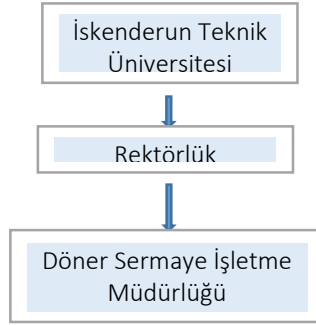 İskenderun Teknik
Üniversitesi
Rektörlük
Döner Sermaye İşletme
Müdürlüğü